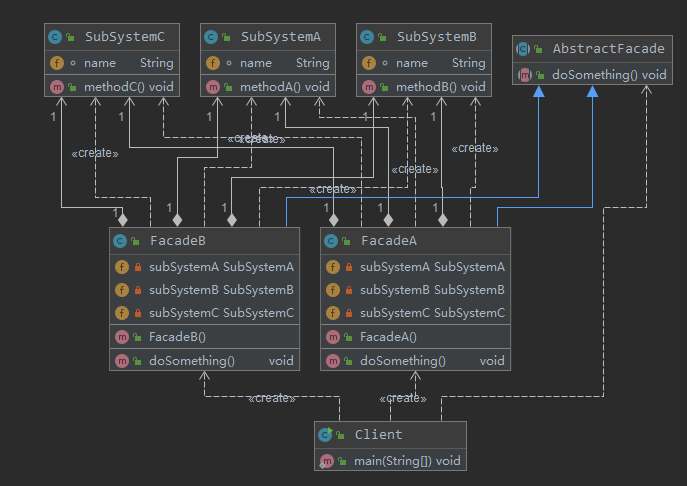 SubSystemC
name String
methodC() void
SubSystemA
name String
methodA() void
SubSystemB
name String
methodB() void
AbstractFacade
doSomething() void
1
1
1
1
1
1
«create»
«create»
«create»
«create»
«create»
«create»
1
1
1
1
1
1
FacadeB
subSystemA SubSystemA
subSystemB SubSystemB
subSystemC SubSystemC
FacadeB()
doSomething() void
FacadeA
subSystemA SubSystemA
subSystemB SubSystemB
subSystemC SubSystemC
FacadeA()
doSomething() void
«create»
«create»
Client
main(String[]) void